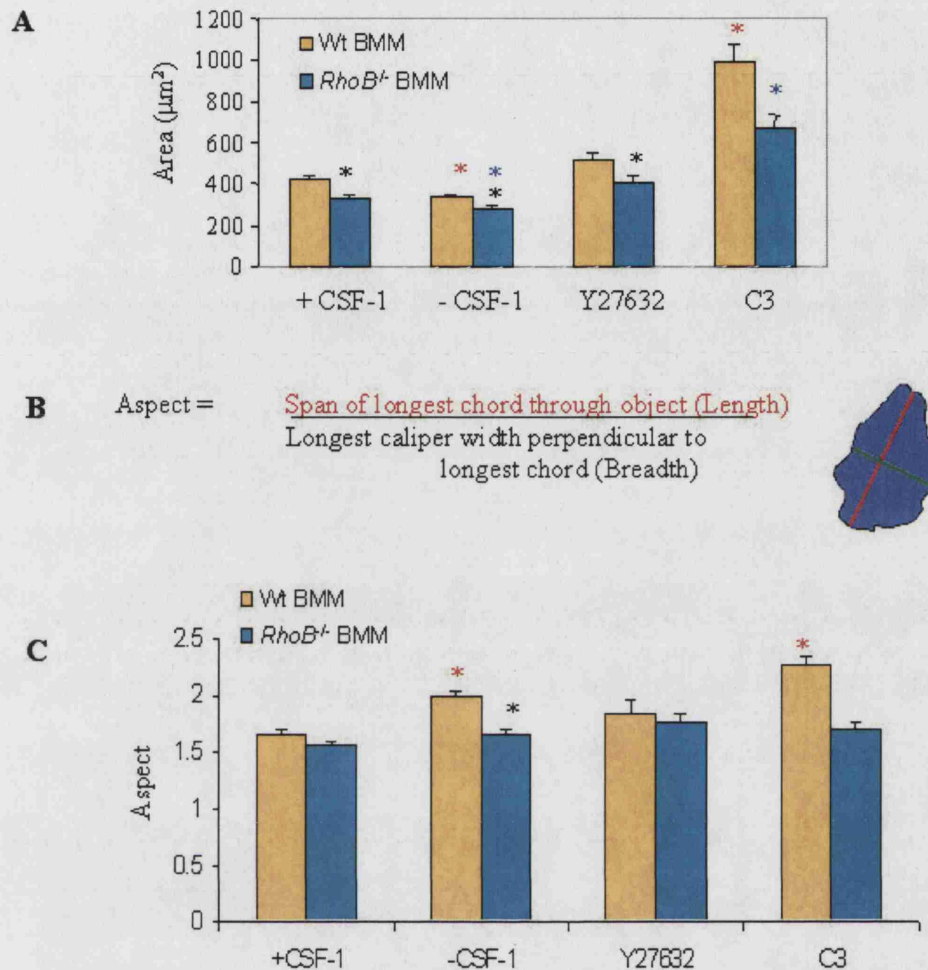 A
1200
1000
800
600
400
200
0
Area (µm²)
Wt BMM
RhoB-/- BMM
* * * * * * *
+ CSF-1 - CSF-1 Y27632 C3
B
Aspect = Span of longest chord through object (Length)
Longest caliper width perpendicular to
longest chord (Breadth)
Wt BMM
RhoB+/- BMM
C
2.5
2
1.5
1
0.5
0
Aspect
* * *
+CSF-1 -CSF-1 Y27632 C3